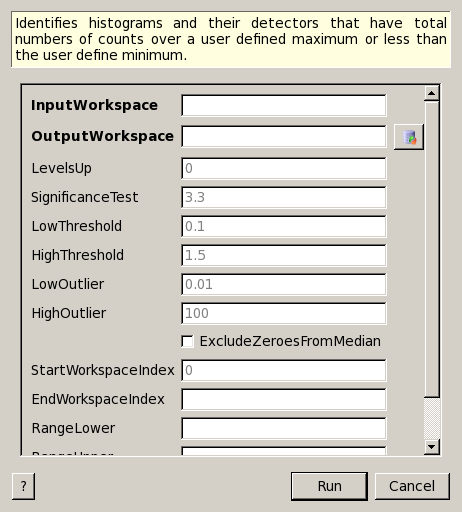 Identifies histograms and their detectors that have total
numbers of counts over a user defined maximum or less than
the user define minimum.
InputWorkspace
OutputWorkspace
LevelsUp 0
SignificanceTest 3.3
LowThreshold 0.1
HighThreshold 1.5
LowOutlier 0.01
HighOutlier 100
ExcludeZeroesFromMedian
StartWorkspaceIndex 0
EndWorkspaceIndex
RangeLower
? Run Cancel